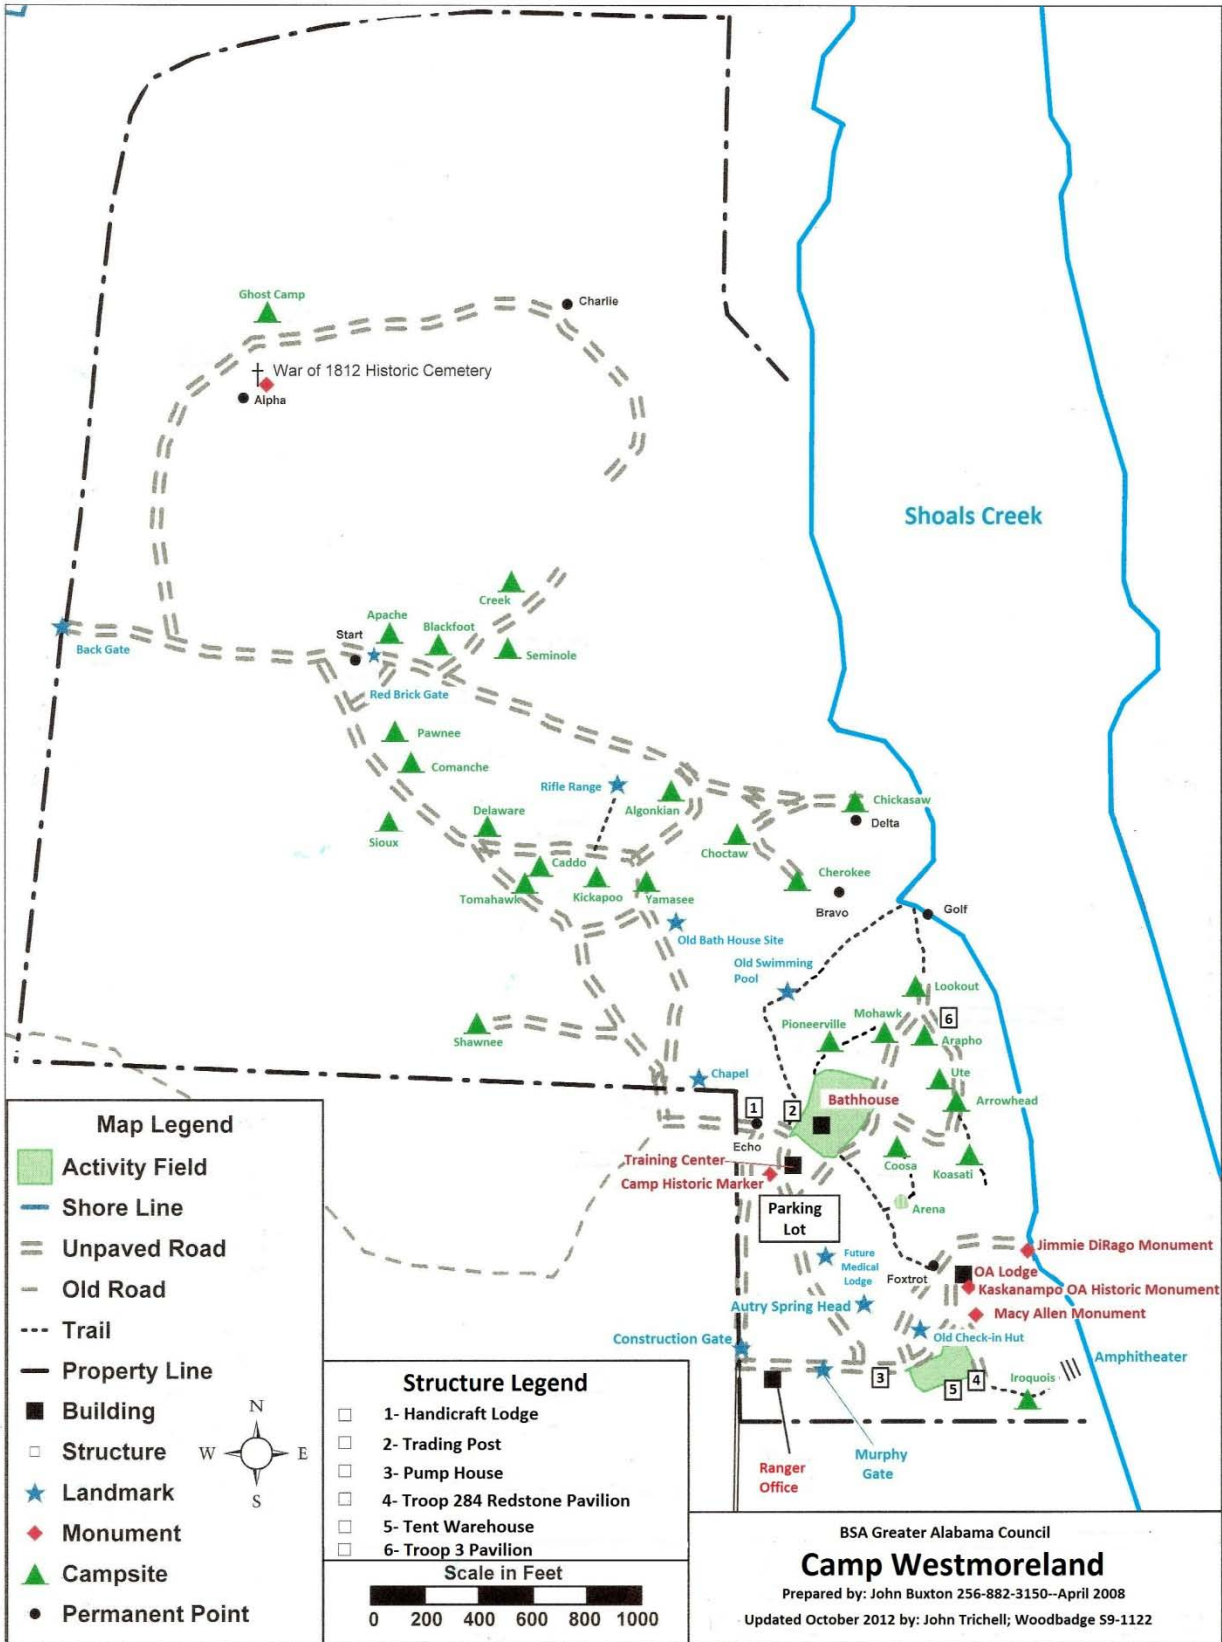 Ghost Camp
Charlie
War of 1812 Historic Cemetery
Alpha
Shoals Creek
Creek
Apache
Blackfoot
Start
Seminole
Back Gate
Red Brick Gate
Pawnee
Comanche
Rifle Range
Algonkian
Chickasaw
Delaware
Delta
Sioux
Choctaw
Caddo
Cherokee
Tomahawk
Kickapoo
Yamasee
Bravo
Golf
Old Bath House Site
Old Swimming
Pool
Lookout
Mohawk
6
Pioneerville
Arapho
Shawnee
Chapel
Ute
Bathhouse
Arrowhead
1
2
Echo
Training Center
Coosa
Koasati
Camp Historic Marker
Parking
Lot
Arena
Jimmie DiRago Monument
Future
Medical
Lodge
Foxtrot
OA Lodge
Kaskanampo OA Historic Monument
Autry Spring Head
Macy Allen Monument
Construction Gate
Old Check-in Hut
Amphitheater
3
5
4
Iroquois
Murphy
Gate
Ranger
Office
Map Legend
Activity Field
Shore Line
Unpaved Road
Old Road
Trail
Property Line
Building
Structure
Landmark
Monument
Campsite
Permanent Point
N
W
E
S
Structure Legend
1- Handicraft Lodge
2- Trading Post
3- Pump House
4- Troop 284 Redstone Pavilion
5- Tent Warehouse
6- Troop 3 Pavilion
Scale in Feet
0 200 400 600 800 1000
BSA Greater Alabama Council
Camp Westmoreland
Prepared by: John Buxton 256-882-3150--April 2008
Updated October 2012 by: John Trichell; Woodbadge S9-1122